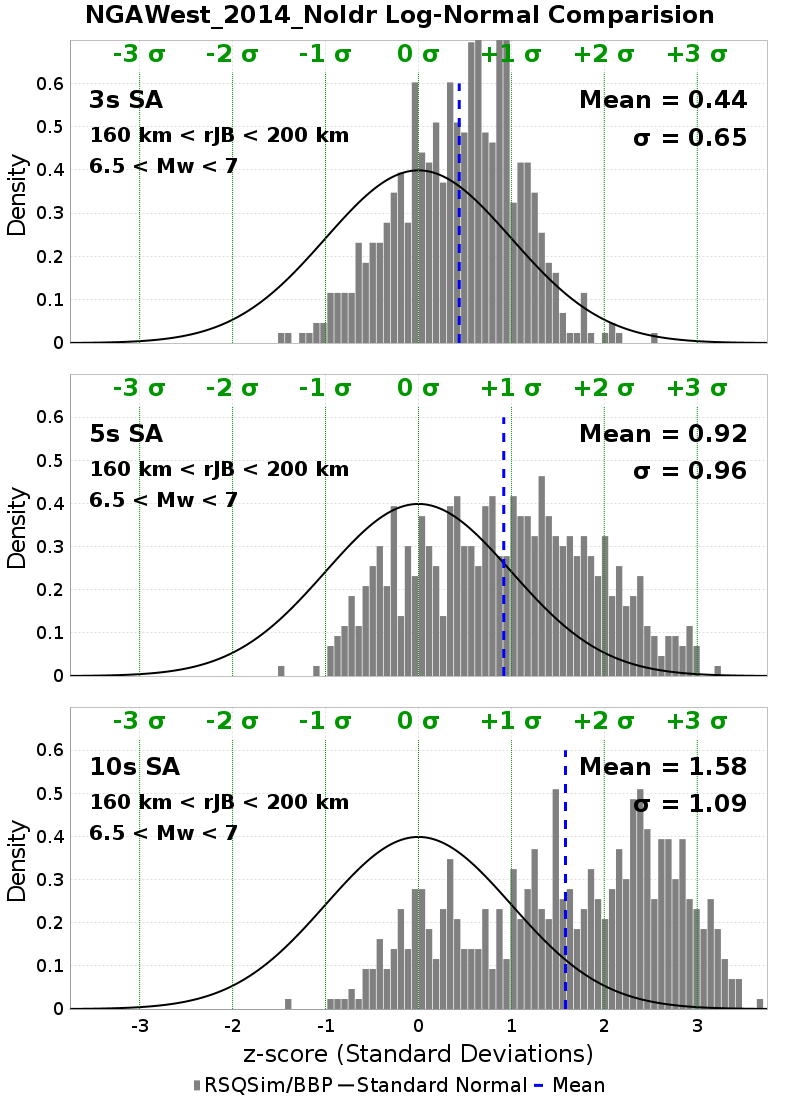 NGAWest_2014_NoIdr Log-Normal Comparision
-3 σ -2 σ -1 σ 0 σ +1 σ +2 σ +3 σ
3s SA
160 km < rJB < 200 km
6.5 < Mw < 7
Mean = 0.44
σ = 0.65
Density
0.6
0.5
0.4
0.3
0.2
0.1
0
-3 σ -2 σ -1 σ 0 σ +1 σ +2 σ +3 σ
5s SA
160 km < rJB < 200 km
6.5 < Mw < 7
Mean = 0.92
σ = 0.96
Density
0.6
0.5
0.4
0.3
0.2
0.1
0
-3 σ -2 σ -1 σ 0 σ +1 σ +2 σ +3 σ
10s SA
160 km < rJB < 200 km
6.5 < Mw < 7
Mean = 1.58
σ = 1.09
Density
0.6
0.5
0.4
0.3
0.2
0.1
0
-3 -2 -1 0 1 2 3
z-score (Standard Deviations)
RSQSim/BBP Standard Normal Mean